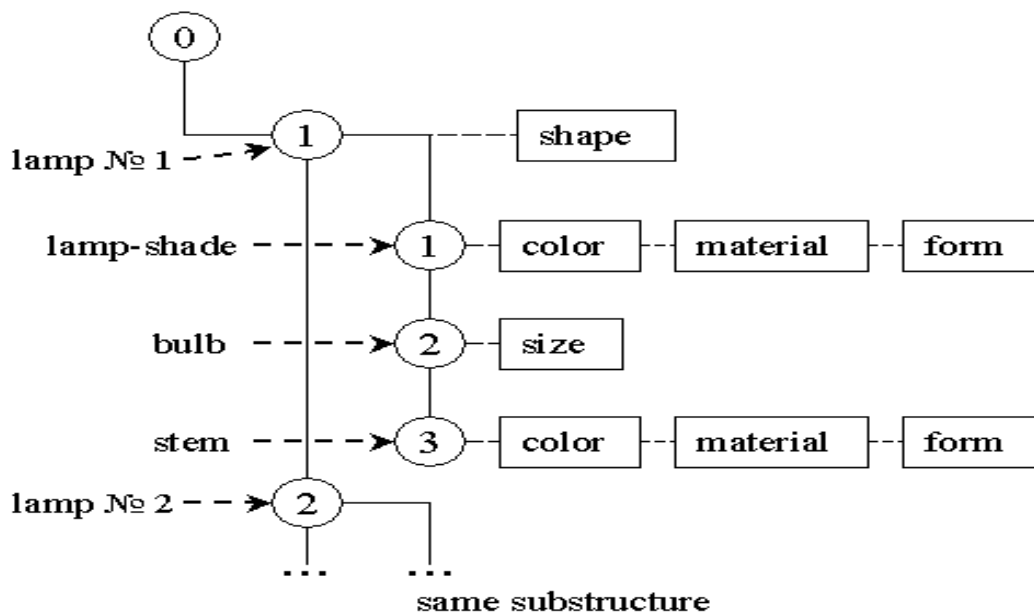 0
1 shape
lamp № 1
lamp-shade 1 color material form
bulb 2 size
stem 3 color material form
lamp № 2 2
... ...
same substructure